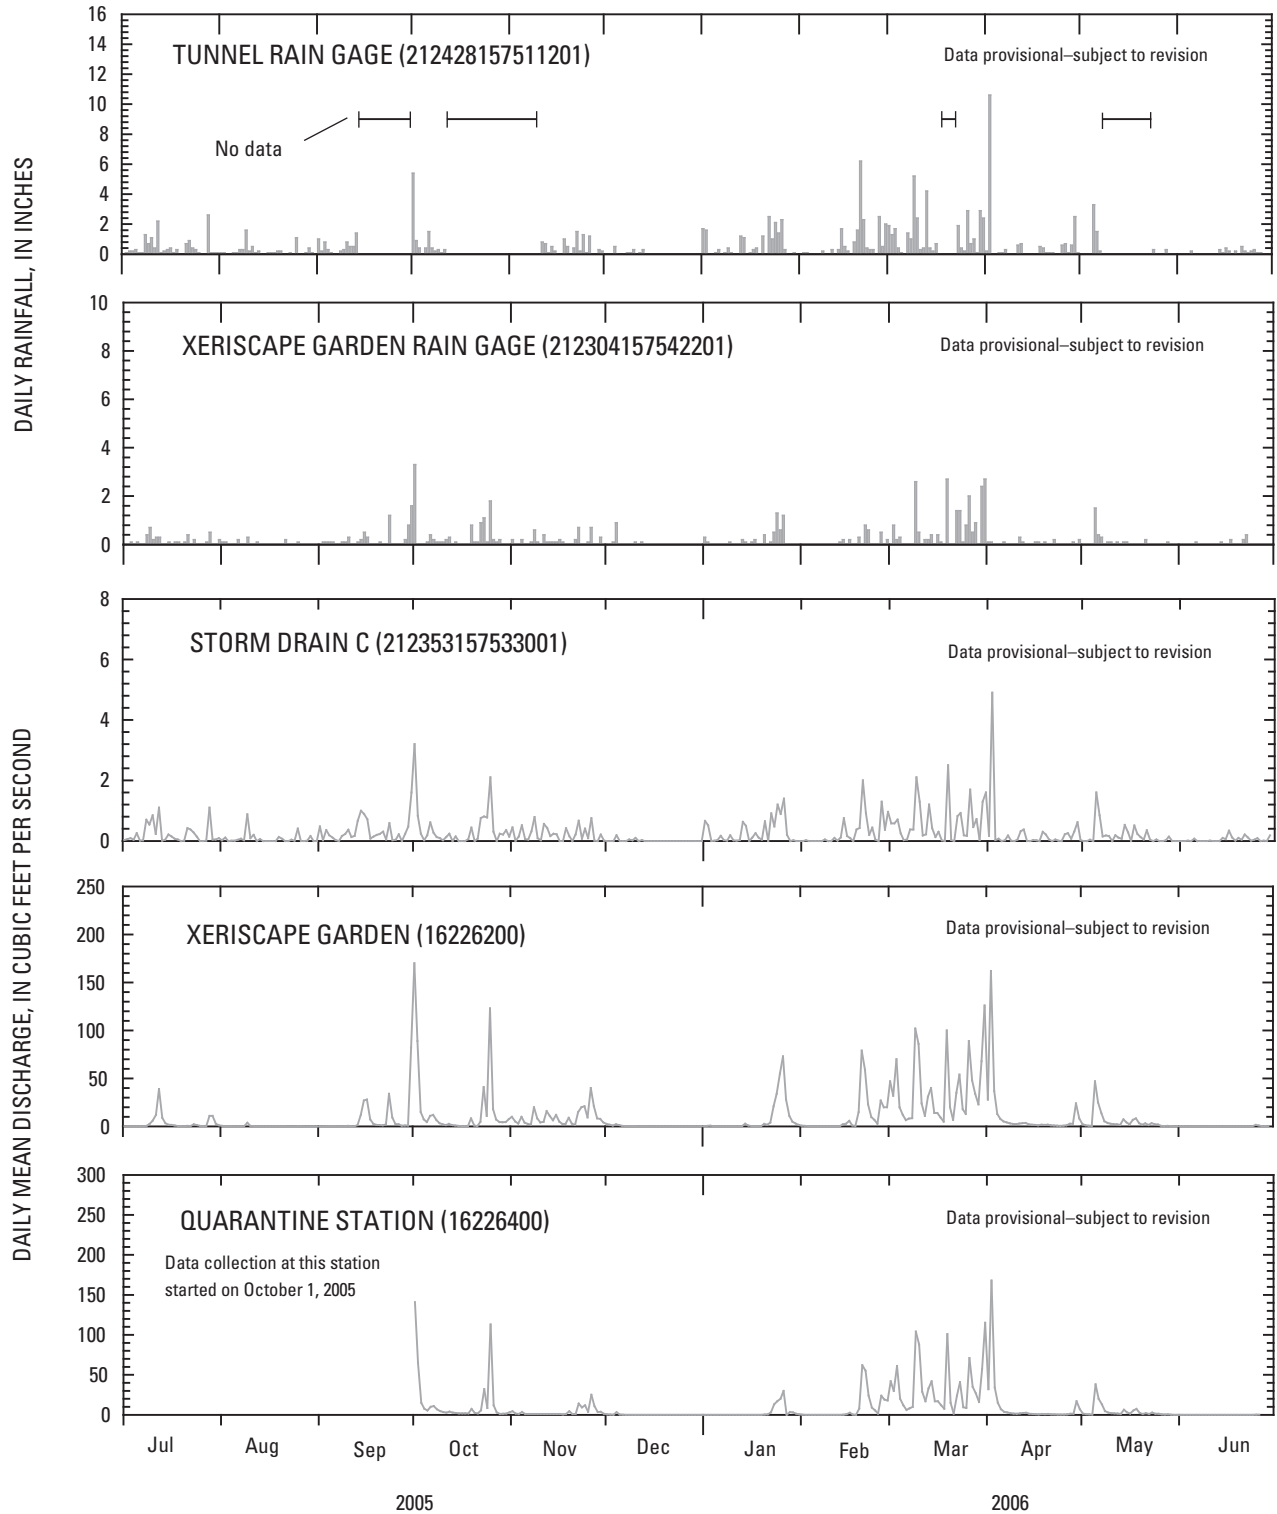 DAILY RAINFALL, IN INCHES
16
14
12
10
8
6
4
2
0
TUNNEL RAIN GAGE (212428157511201)
Data provisional–subject to revision
No data
10
8
6
4
2
0
XERISCAPE GARDEN RAIN GAGE (212304157542201)
Data provisional–subject to revision
DAILY MEAN DISCHARGE, IN CUBIC FEET PER SECOND
8
6
4
2
0
STORM DRAIN C (212353157533001)
Data provisional–subject to revision
250
200
150
100
50
0
XERISCAPE GARDEN (16226200)
Data provisional–subject to revision
300
250
200
150
100
50
0
QUARANTINE STATION (16226400)
Data provisional–subject to revision
Data collection at this station
started on October 1, 2005
Jul Aug Sep Oct Nov Dec Jan Feb Mar Apr May Jun
2005 2006